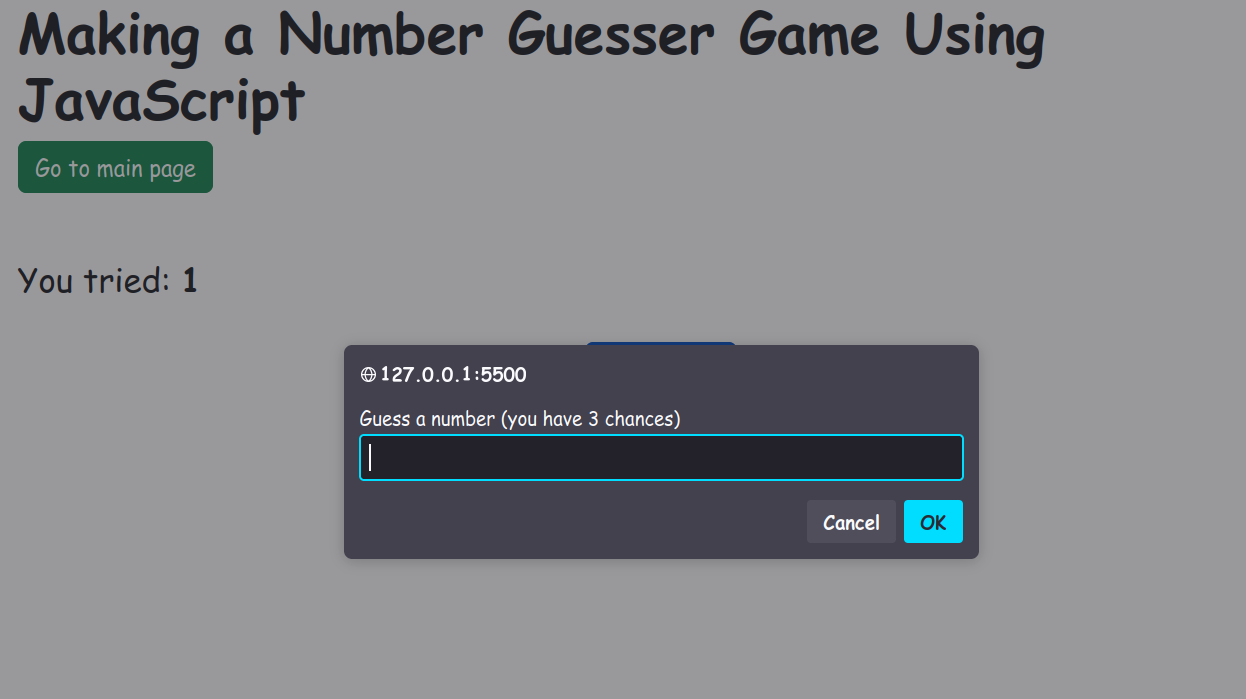 Making a Number Guesser Game Using
JavaScript
Go to main page
You tried: 1
127.0.0.1:5500
Guess a number (you have 3 chances)
Cancel
OK